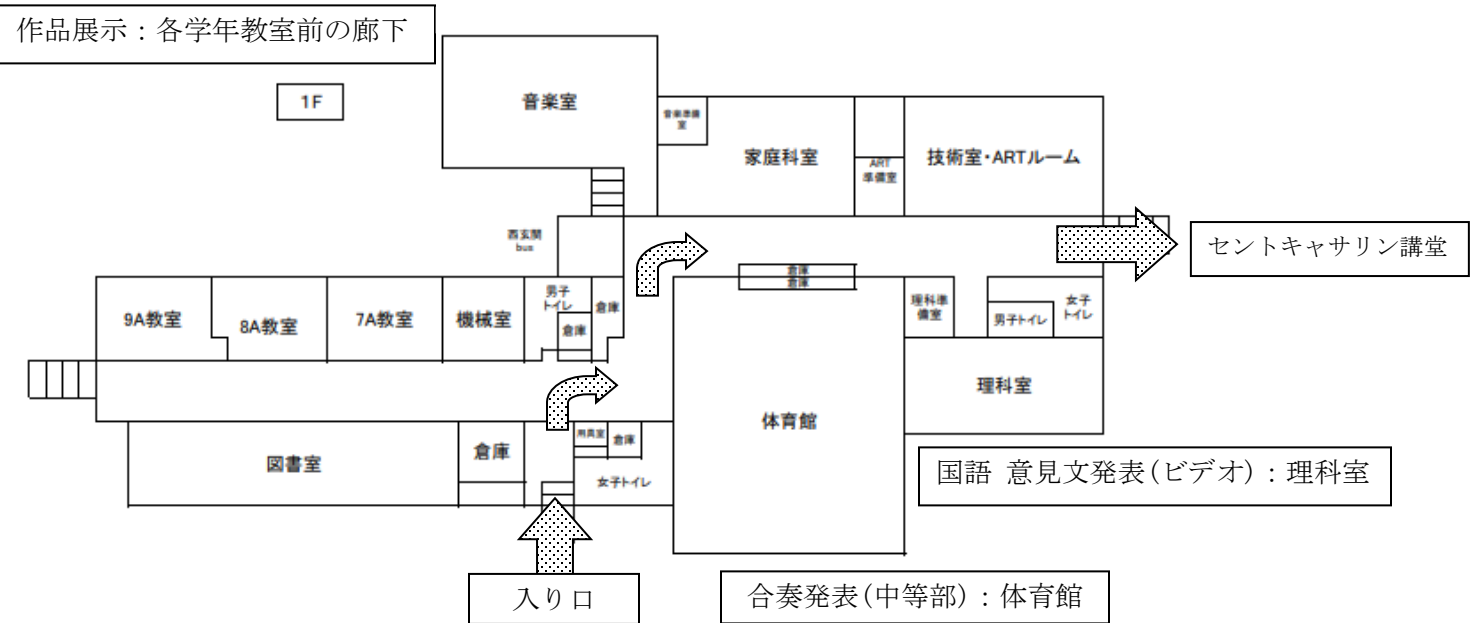 作品展示：各学年教室前の廊下
1F
音楽室
音楽準備
室
家庭科室
ART
準備室
技術室・ARTルーム
西玄関
bus
セントキャサリン講堂
倉庫
倉庫
9A教室
8A教室
7A教室
機械室
男子
トイレ
倉庫
倉庫
理科準
備室
男子トイレ
女子
トイレ
理科室
体育館
図書室
倉庫
用具室
倉庫
女子トイレ
国語 意見文発表(ビデオ)：理科室
入り口
合奏発表(中等部)：体育館